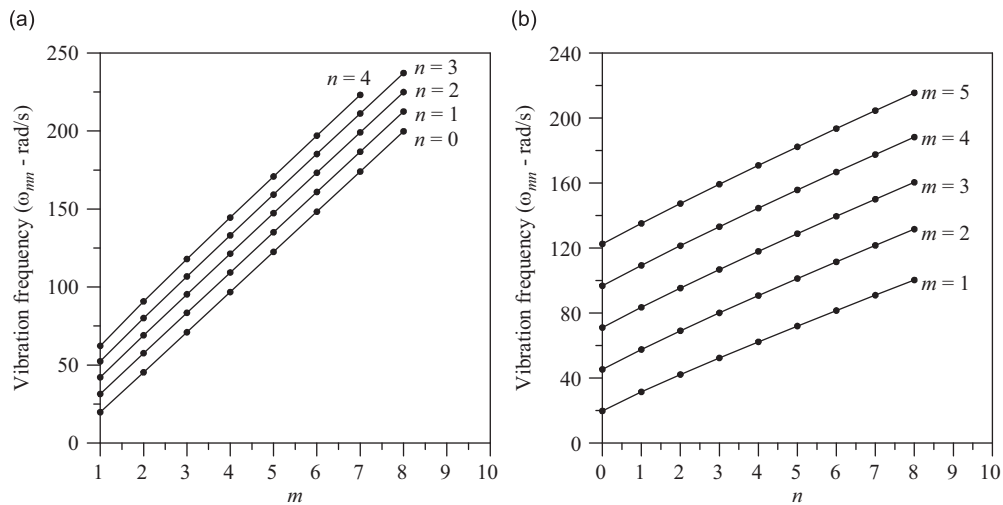 (a)
250
200
150
100
50
0
1 2 3 4 5 6 7 8 9 10
m
Vibration frequency (ωmn - rad/s)
n = 4
n = 3
n = 2
n = 1
n = 0
(b)
240
200
160
120
80
40
0
0 1 2 3 4 5 6 7 8 9 10
n
Vibration frequency (ωmn - rad/s)
m = 5
m = 4
m = 3
m = 2
m = 1